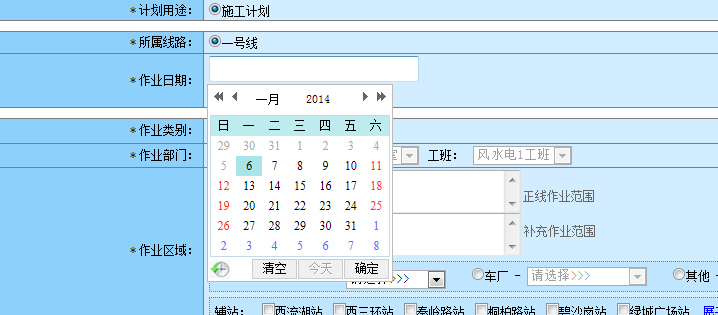 *计划用途： 施工计划
*所属线路： 一号线
*作业日期：
一月 2014
日 一 二 三 四 五 六
29 30 31 1 2 3 4
5 6 7 8 9 10 11
12 13 14 15 16 17 18
19 20 21 22 23 24 25
26 27 28 29 30 31 1
2 3 4 5 6 7 8
清空 今天 确定
*作业类别：
*作业部门： 室 工班： 风水电1工班
正线作业范围
补充作业范围
*作业区域：
请选择>>> 车厂 - 请选择>>> 其他 -
辅站： 西流湖站 西三环站 秦岭路站 桐柏路站 碧沙岗站 绿城广场站